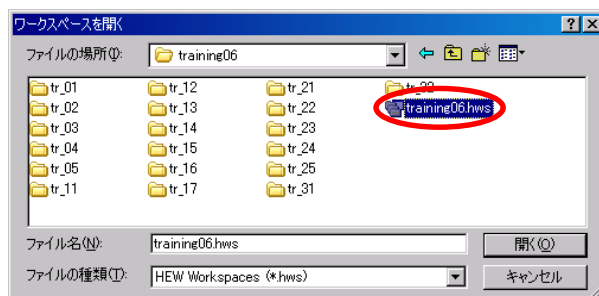 ワークスペースを開く
ファイルの場所(I): training06
tr_01 tr_12 tr_21
tr_02 tr_13 tr_22 training06.hws
tr_03 tr_14 tr_23
tr_04 tr_15 tr_24
tr_05 tr_16 tr_25
tr_11 tr_17 tr_31
ファイル名(N): training06.hws 開く(O)
ファイルの種類(T): HEW Workspaces (*.hws) キャンセル